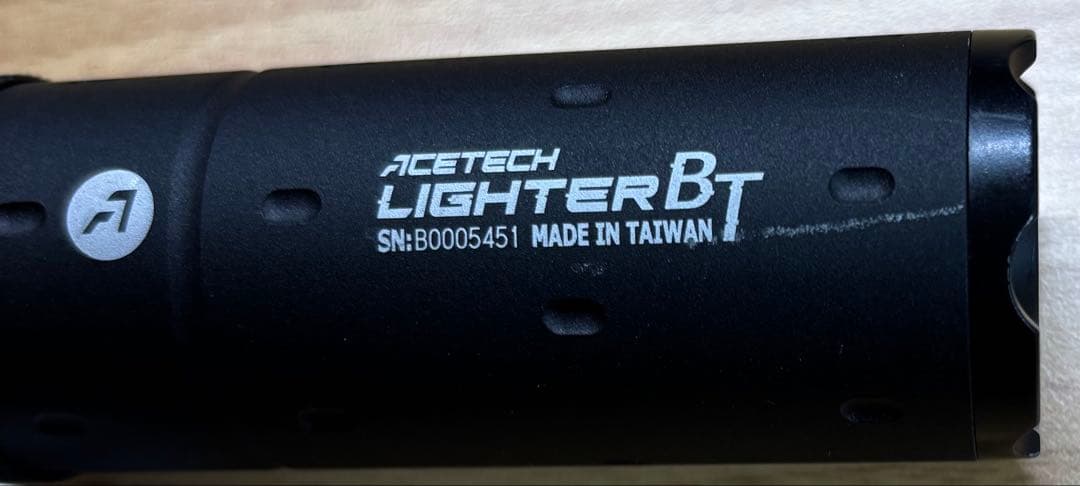 ACETECH
LIGHTER BT
SN:B0005451 MADE IN TAIWAN